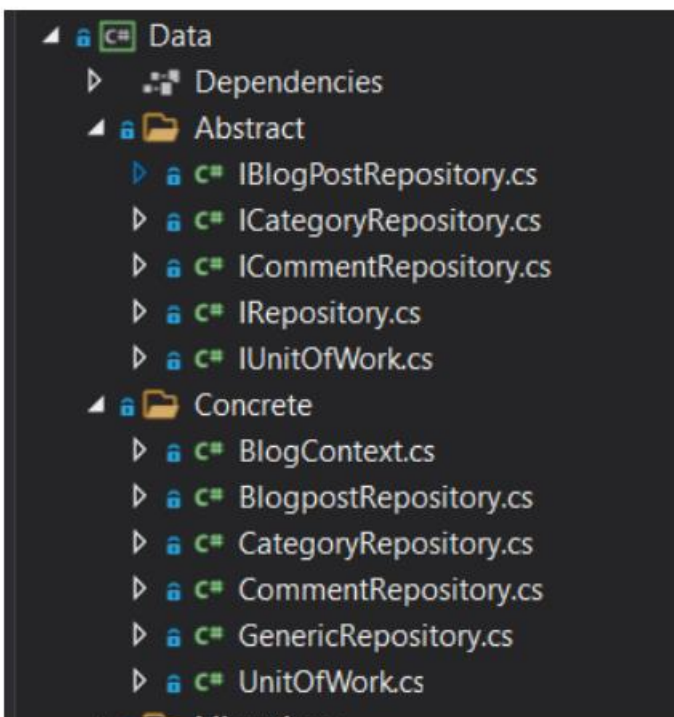 C# Data
Dependencies
Abstract
C# IBlogPostRepository.cs
C# ICategoryRepository.cs
C# ICommentRepository.cs
C# IRepository.cs
C# IUnitOfWork.cs
Concrete
C# BlogContext.cs
C# BlogpostRepository.cs
C# CategoryRepository.cs
C# CommentRepository.cs
C# GenericRepository.cs
C# UnitOfWork.cs